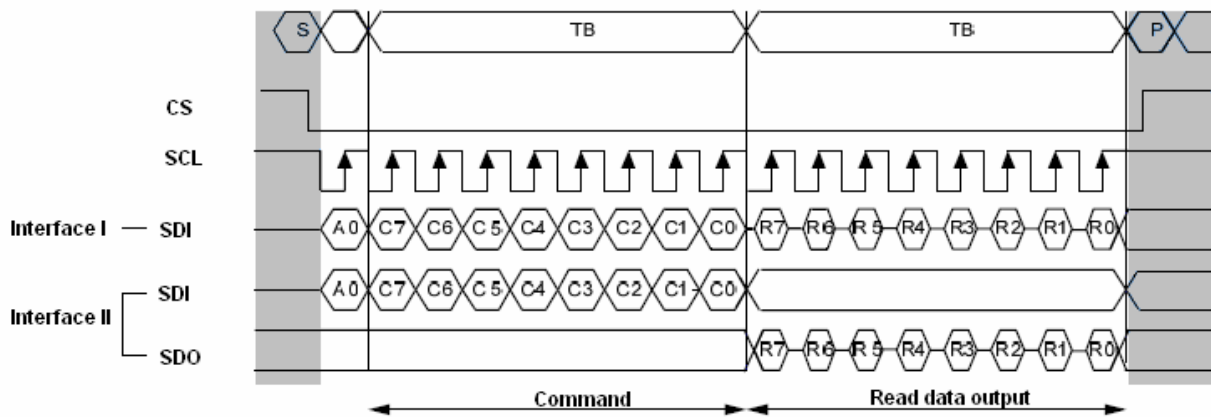 S TB TB P
CS
SCL
Interface I SDI A0 C7 C6 C5 C4 C3 C2 C1 C0 R7 R6 R5 R4 R3 R2 R1 R0
SDI A0 C7 C6 C5 C4 C3 C2 C1 C0
Interface II
SDO R7 R6 R5 R4 R3 R2 R1 R0
Command Read data output